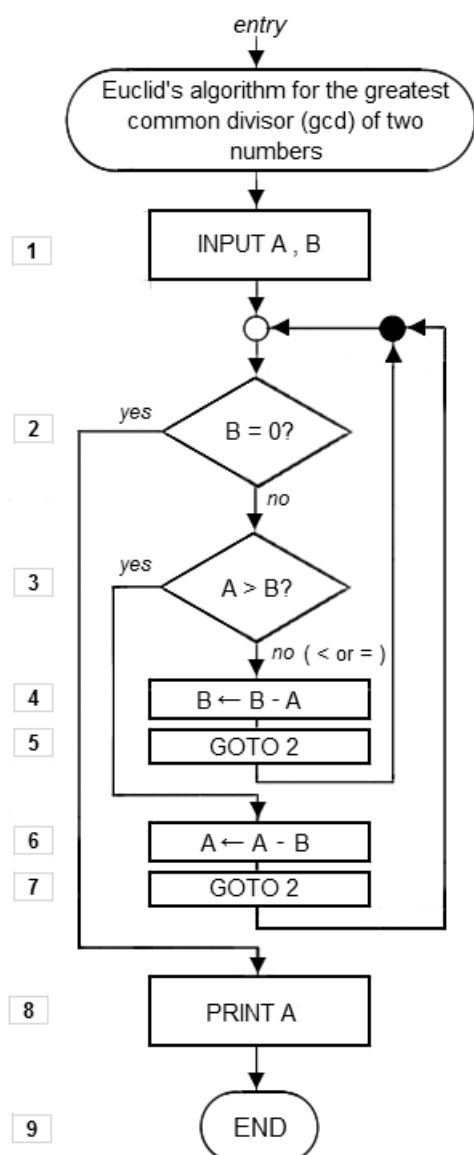 entry
Euclid's algorithm for the greatest
common divisor (gcd) of two
numbers
1
INPUT A , B
yes
2
B = 0?
no
yes
3
A > B?
no ( < or = )
4
B ← B - A
5
GOTO 2
6
A ← A - B
7
GOTO 2
8
PRINT A
9
END